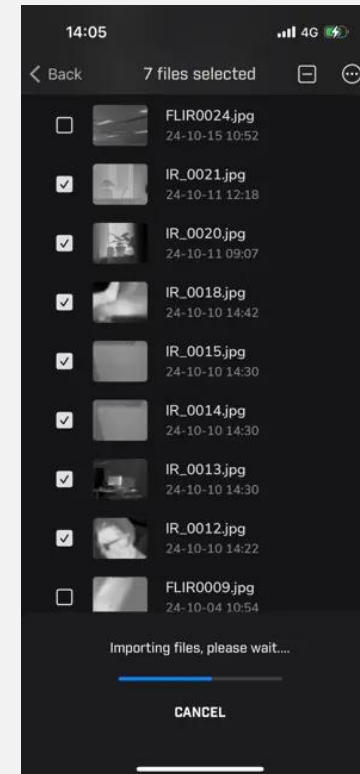 14:05
4G
Back
7 files selected
FLIR0024.jpg
24-10-15 10:52
IR_0021.jpg
24-10-11 12:18
IR_0020.jpg
24-10-11 09:07
IR_0018.jpg
24-10-10 14:42
IR_0015.jpg
24-10-10 14:30
IR_0014.jpg
24-10-10 14:30
IR_0013.jpg
24-10-10 14:30
IR_0012.jpg
24-10-10 14:22
FLIR0009.jpg
24-10-04 10:54
Importing files, please wait....
CANCEL